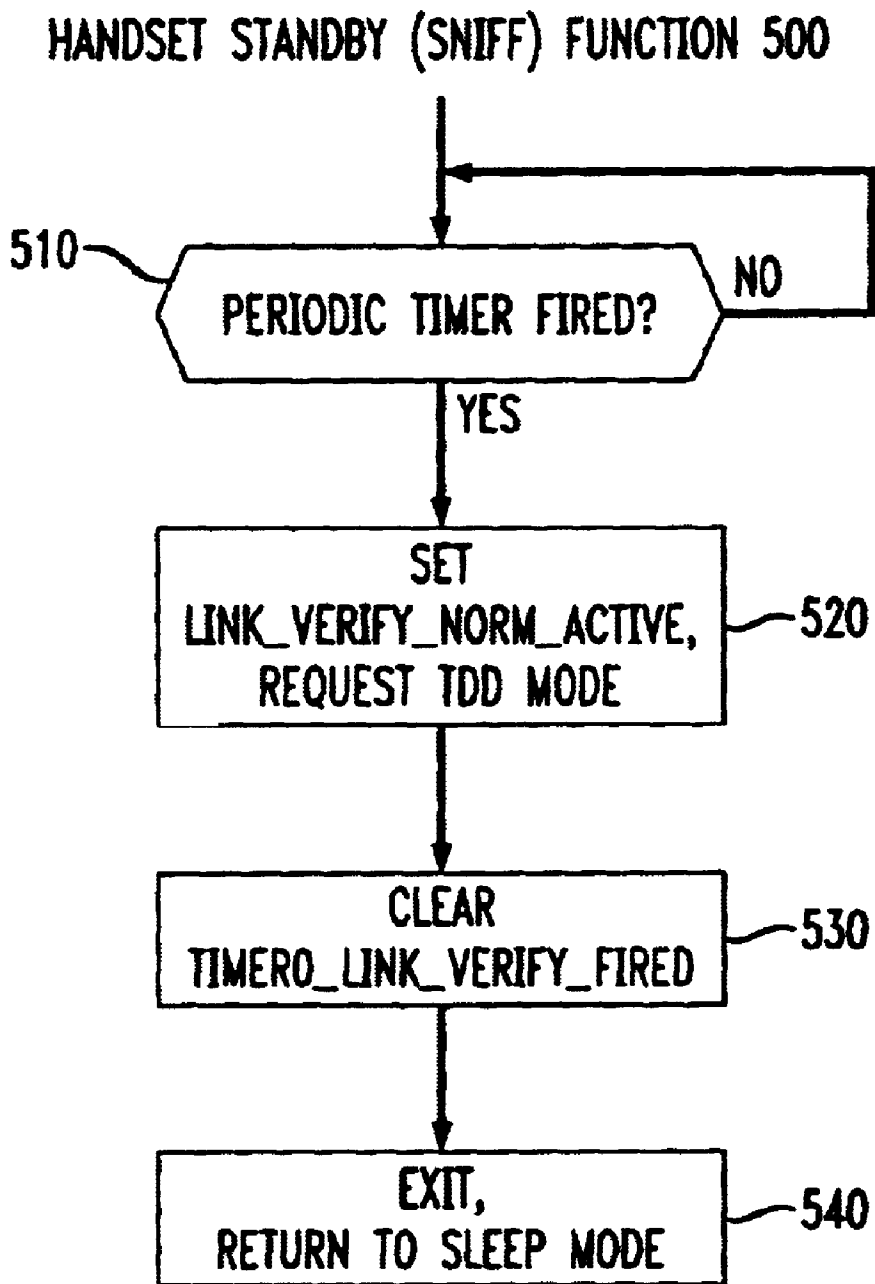 HANDSET STANDBY (SNIFF) FUNCTION 500
510
PERIODIC TIMER FIRED?
NO
YES
SET
LINK_VERIFY_NORM_ACTIVE,
REQUEST TDD MODE
520
CLEAR
TIMER0_LINK_VERIFY_FIRED
530
EXIT,
RETURN TO SLEEP MODE
540